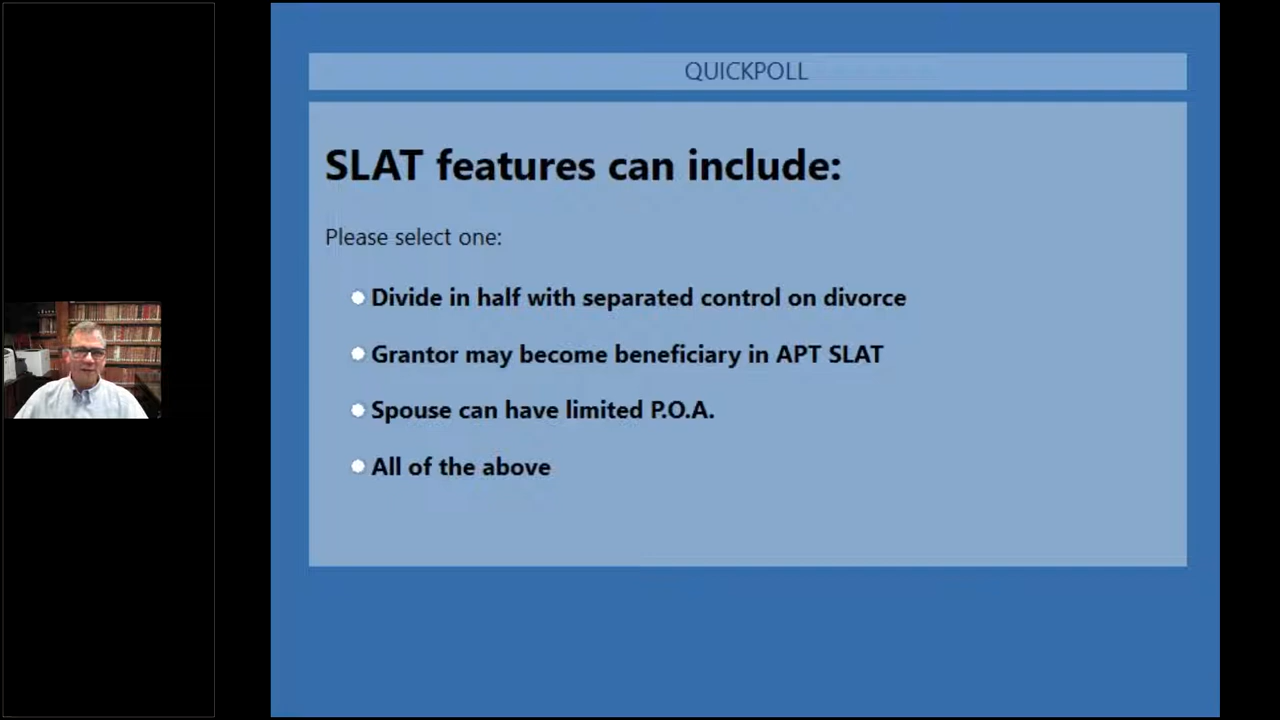 QUICKPOLL
SLAT features can include:
Please select one:
Divide in half with separated control on divorce
Grantor may become beneficiary in APT SLAT
Spouse can have limited P.O.A.
All of the above